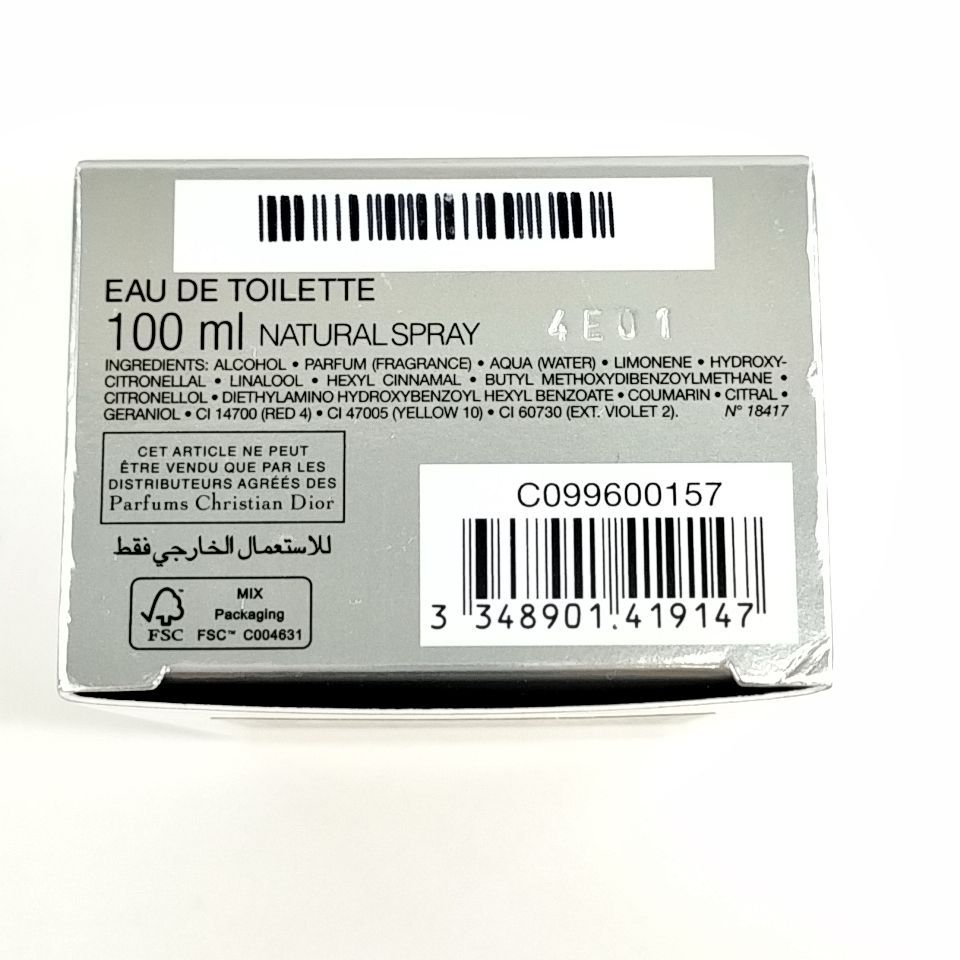 EAU DE TOILETTE
100 ml NATURAL SPRAY
4E01
INGREDIENTS: ALCOHOL • PARFUM (FRAGRANCE) • AQUA (WATER) • LIMONENE • HYDROXY-
CITRONELLAL • LINALOOL • HEXYL CINNAMAL • BUTYL METHOXYDIBENZOYLMETHANE •
CITRONELLOL • DIETHYLAMINO HYDROXYBENZOYL HEXYL BENZOATE • COUMARIN • CITRAL •
GERANIOL • CI 14700 (RED 4) • CI 47005 (YELLOW 10) • CI 60730 (EXT. VIOLET 2). N° 18417
CET ARTICLE NE PEUT
ÊTRE VENDU QUE PAR LES
DISTRIBUTEURS AGRÉÉS DES
Parfums Christian Dior
للاستعمال الخارجي فقط
FSC™
MIX
Packaging
FSC™ C004631
C099600157
3 348901 419147